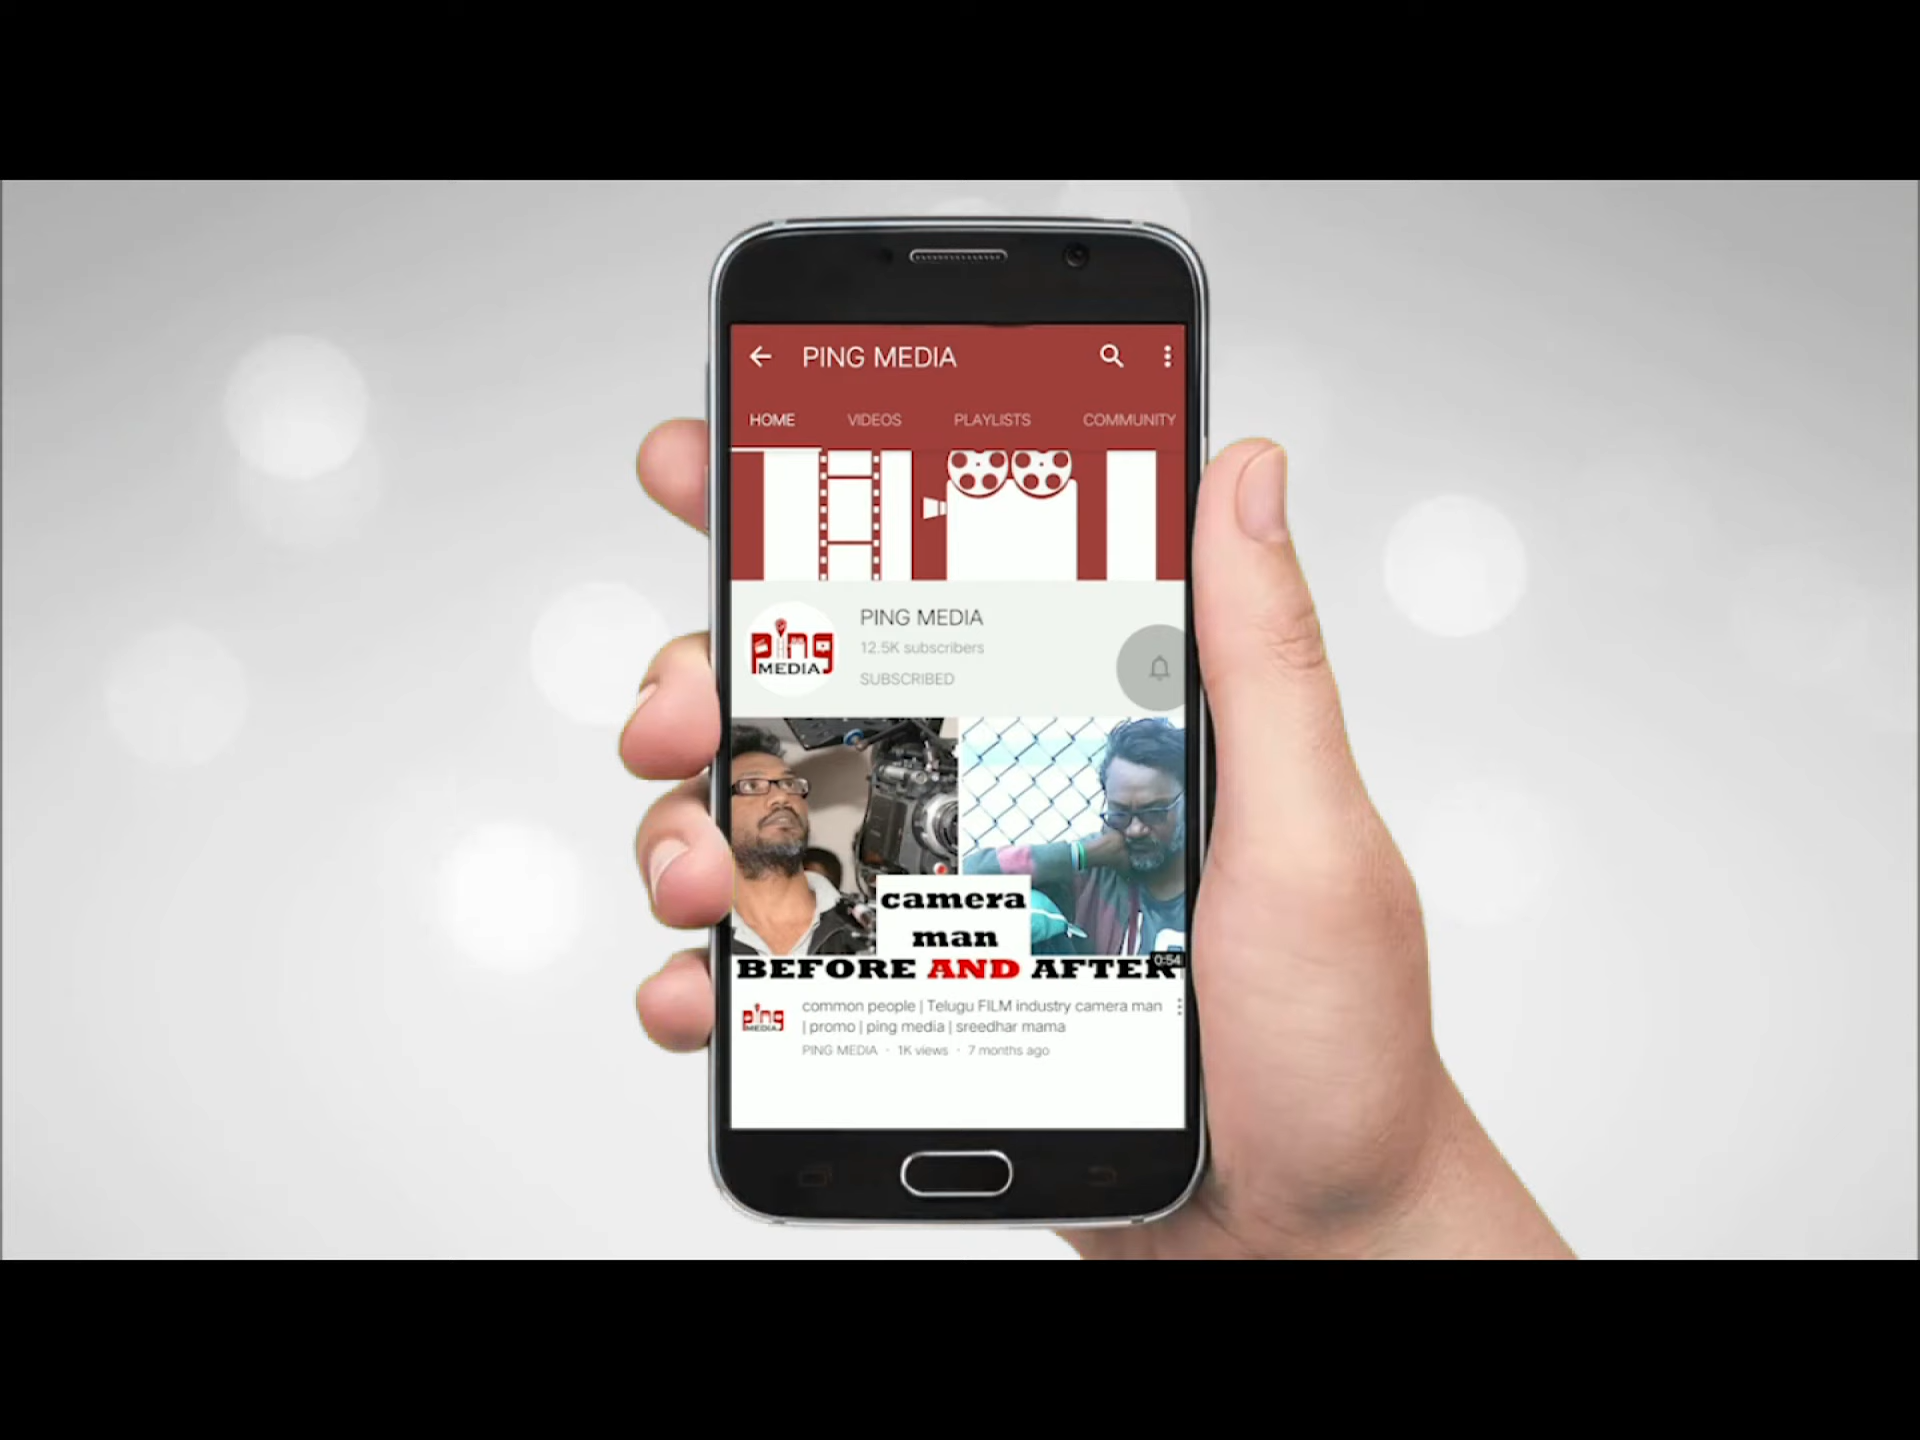 PING MEDIA
HOME VIDEOS PLAYLISTS COMMUNITY
ping
MEDIA
PING MEDIA
12.5K subscribers
SUBSCRIBED
camera
man
BEFORE AND AFTER
0:54
ping
MEDIA
common people | Telugu FILM industry camera man
| promo | ping media | sreedhar mama
PING MEDIA · 1K views · 7 months ago